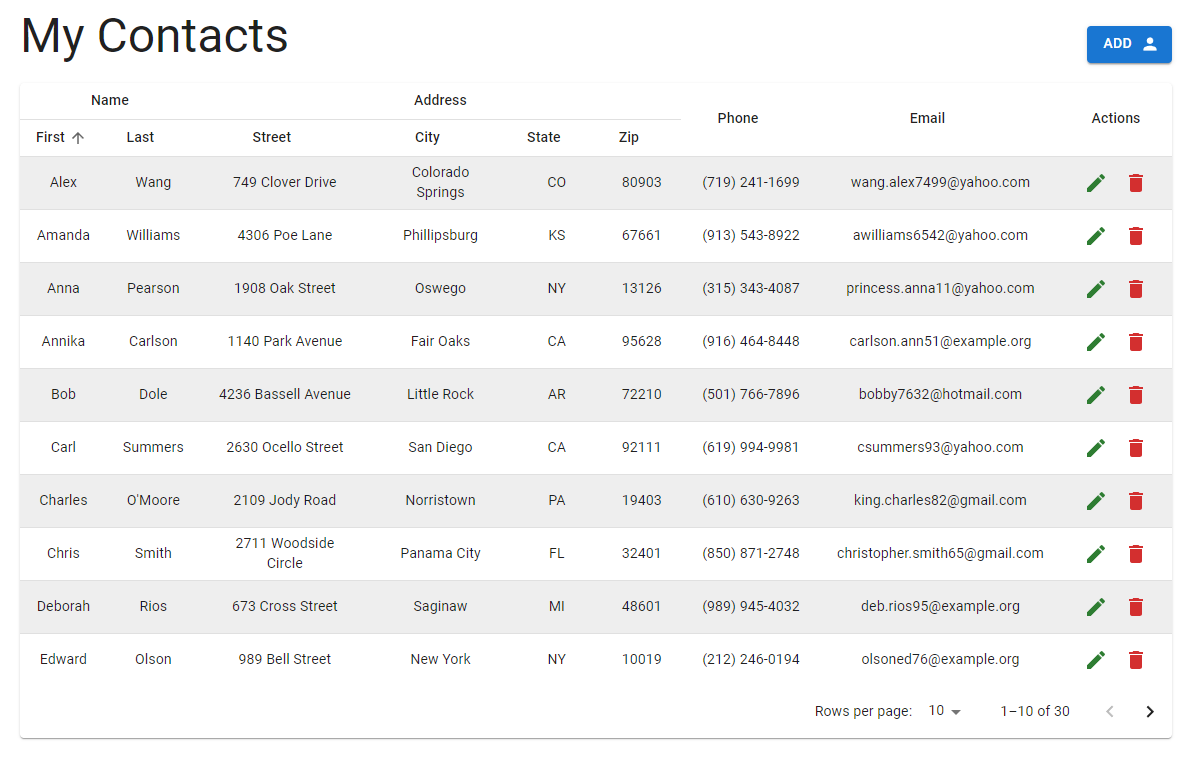 My Contacts
ADD
Name Address Phone Email Actions
First Last Street City State Zip
Alex Wang 749 Clover Drive Colorado Springs CO 80903 (719) 241-1699 wang.alex7499@yahoo.com
Amanda Williams 4306 Poe Lane Phillipsburg KS 67661 (913) 543-8922 awilliams6542@yahoo.com
Anna Pearson 1908 Oak Street Oswego NY 13126 (315) 343-4087 princess.anna11@yahoo.com
Annika Carlson 1140 Park Avenue Fair Oaks CA 95628 (916) 464-8448 carlson.ann51@example.org
Bob Dole 4236 Bassell Avenue Little Rock AR 72210 (501) 766-7896 bobby7632@hotmail.com
Carl Summers 2630 Ocello Street San Diego CA 92111 (619) 994-9981 csummers93@yahoo.com
Charles O'Moore 2109 Jody Road Norristown PA 19403 (610) 630-9263 king.charles82@gmail.com
Chris Smith 2711 Woodside Circle Panama City FL 32401 (850) 871-2748 christopher.smith65@gmail.com
Deborah Rios 673 Cross Street Saginaw MI 48601 (989) 945-4032 deb.rios95@example.org
Edward Olson 989 Bell Street New York NY 10019 (212) 246-0194 olsoned76@example.org
Rows per page: 10 1–10 of 30